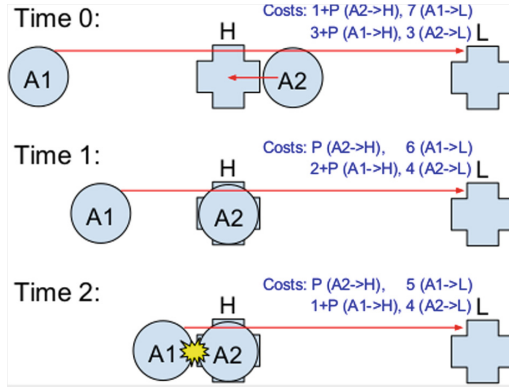 Time 0:
Costs: 1+P (A2->H), 7 (A1->L)
3+P (A1->H), 3 (A2->L)
H
L
A1
A2
Time 1:
Costs: P (A2->H), 6 (A1->L)
2+P (A1->H), 4 (A2->L)
H
L
A1
A2
Time 2:
Costs: P (A2->H), 5 (A1->L)
1+P (A1->H), 4 (A2->L)
H
L
A1
A2